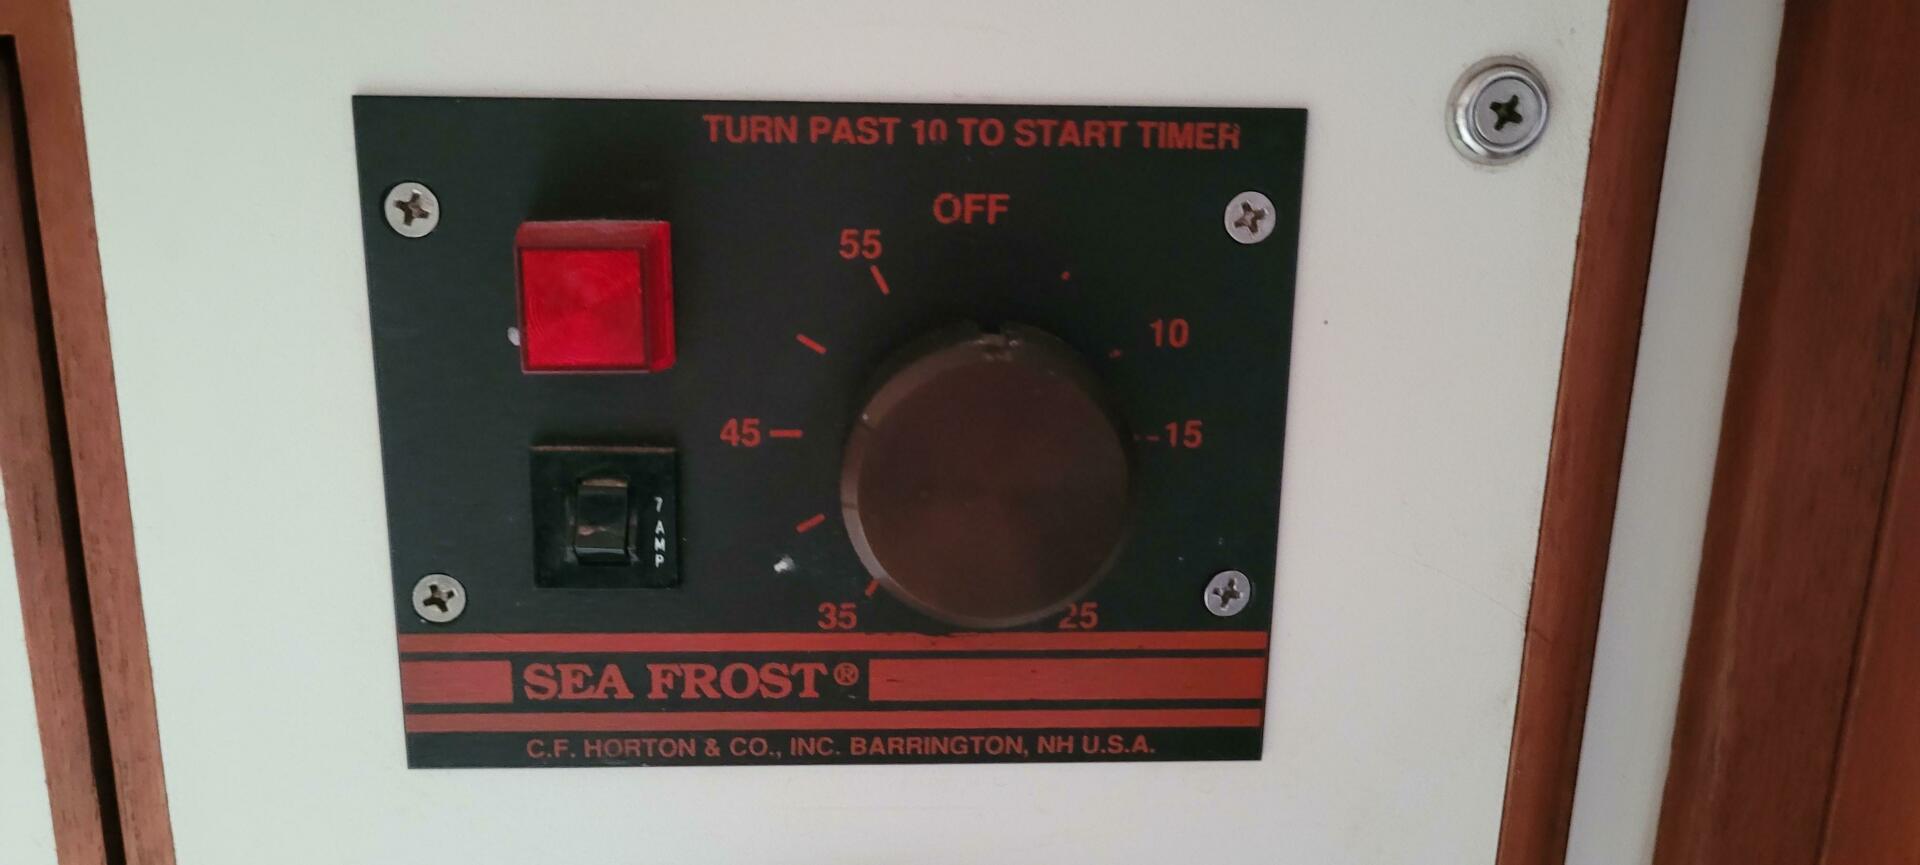 TURN PAST 10 TO START TIMER
OFF
55
10
45
15
7 AMP
35
25
SEA FROST®
C.F. HORTON & CO., INC. BARRINGTON, NH U.S.A.